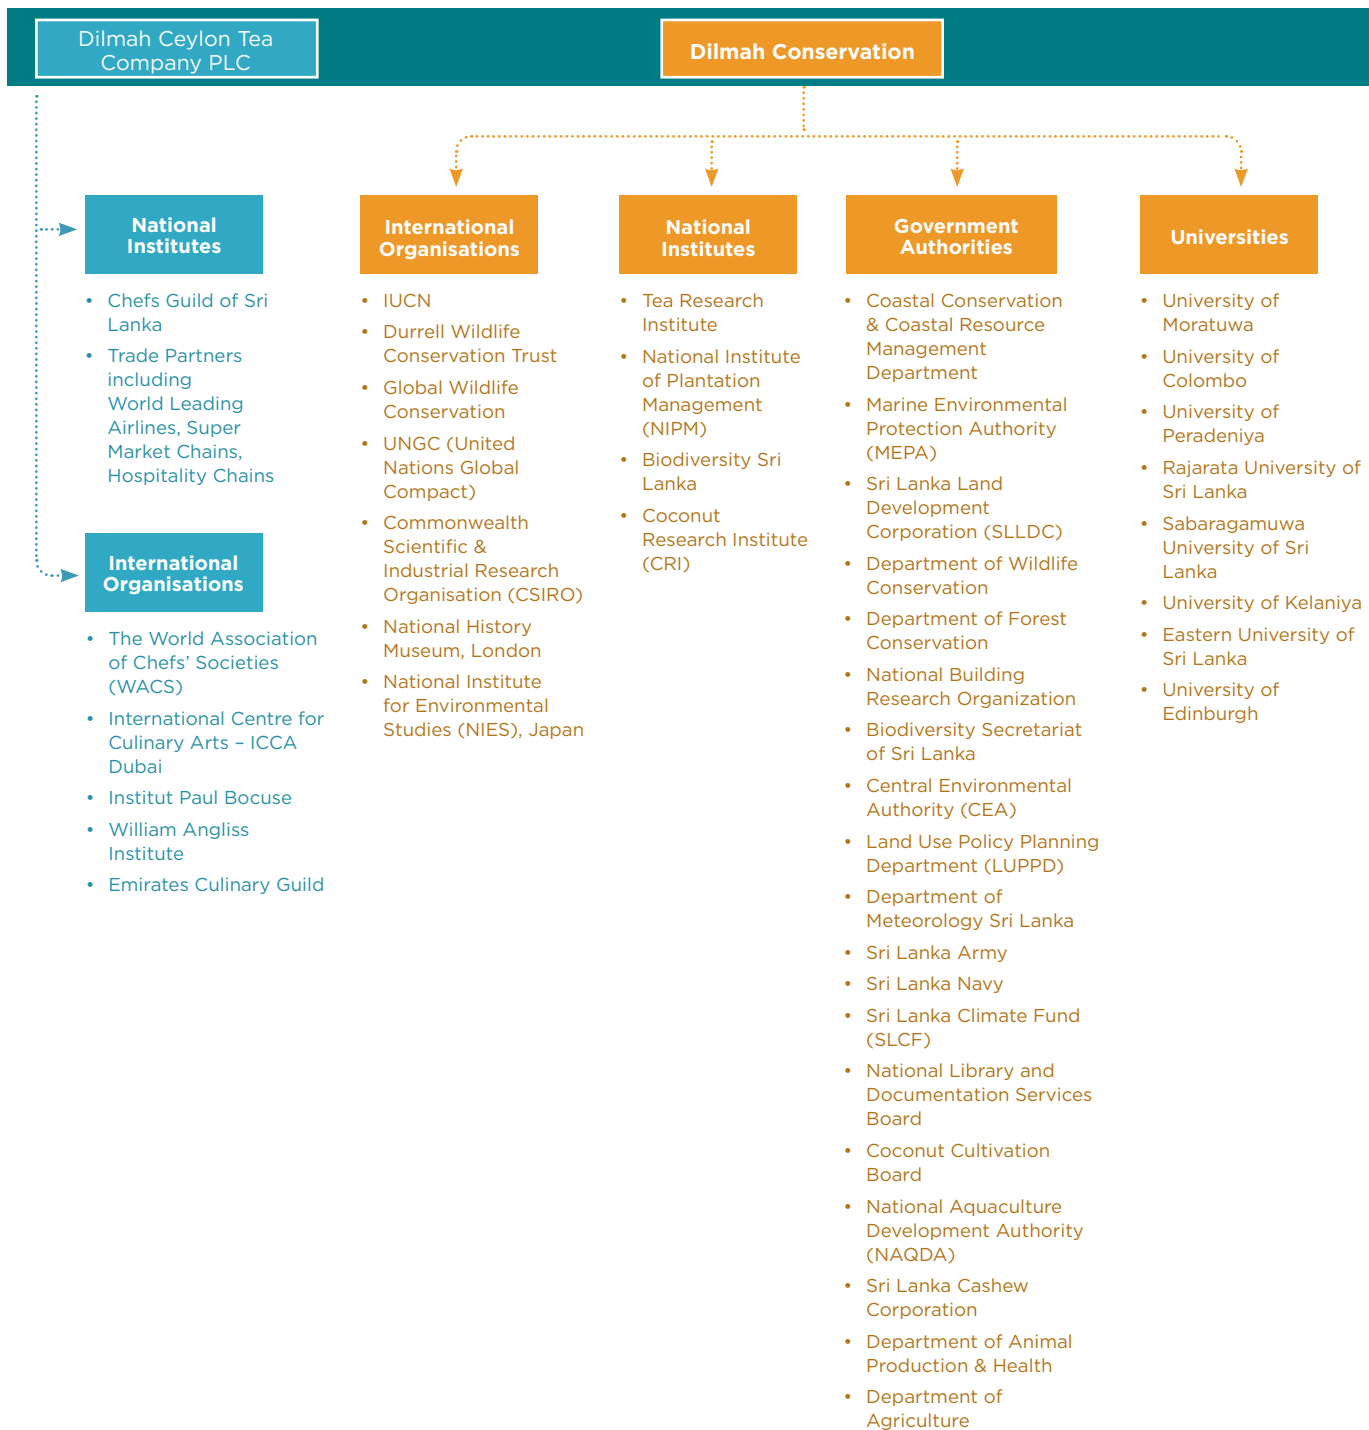 Dilmah Ceylon Tea
Company PLC
Dilmah Conservation
National
Institutes
• Chefs Guild of Sri
Lanka
• Trade Partners
including
World Leading
Airlines, Super
Market Chains,
Hospitality Chains
International
Organisations
• The World Association
of Chefs’ Societies
(WACS)
• International Centre for
Culinary Arts – ICCA
Dubai
• Institut Paul Bocuse
• William Angliss
Institute
• Emirates Culinary Guild
International
Organisations
• IUCN
• Durrell Wildlife
Conservation Trust
• Global Wildlife
Conservation
• UNGC (United
Nations Global
Compact)
• Commonwealth
Scientific &
Industrial Research
Organisation (CSIRO)
• National History
Museum, London
• National Institute
for Environmental
Studies (NIES), Japan
National
Institutes
• Tea Research
Institute
• National Institute
of Plantation
Management
(NIPM)
• Biodiversity Sri
Lanka
• Coconut
Research Institute
(CRI)
Government
Authorities
• Coastal Conservation
& Coastal Resource
Management
Department
• Marine Environmental
Protection Authority
(MEPA)
• Sri Lanka Land
Development
Corporation (SLLDC)
• Department of Wildlife
Conservation
• Department of Forest
Conservation
• National Building
Research Organization
• Biodiversity Secretariat
of Sri Lanka
• Central Environmental
Authority (CEA)
• Land Use Policy Planning
Department (LUPPD)
• Department of
Meteorology Sri Lanka
• Sri Lanka Army
• Sri Lanka Navy
• Sri Lanka Climate Fund
(SLCF)
• National Library and
Documentation Services
Board
• Coconut Cultivation
Board
• National Aquaculture
Development Authority
(NAQDA)
• Sri Lanka Cashew
Corporation
• Department of Animal
Production & Health
• Department of
Agriculture
Universities
• University of
Moratuwa
• University of
Colombo
• University of
Peradeniya
• Rajarata University of
Sri Lanka
• Sabaragamuwa
University of Sri
Lanka
• University of Kelaniya
• Eastern University of
Sri Lanka
• University of
Edinburgh